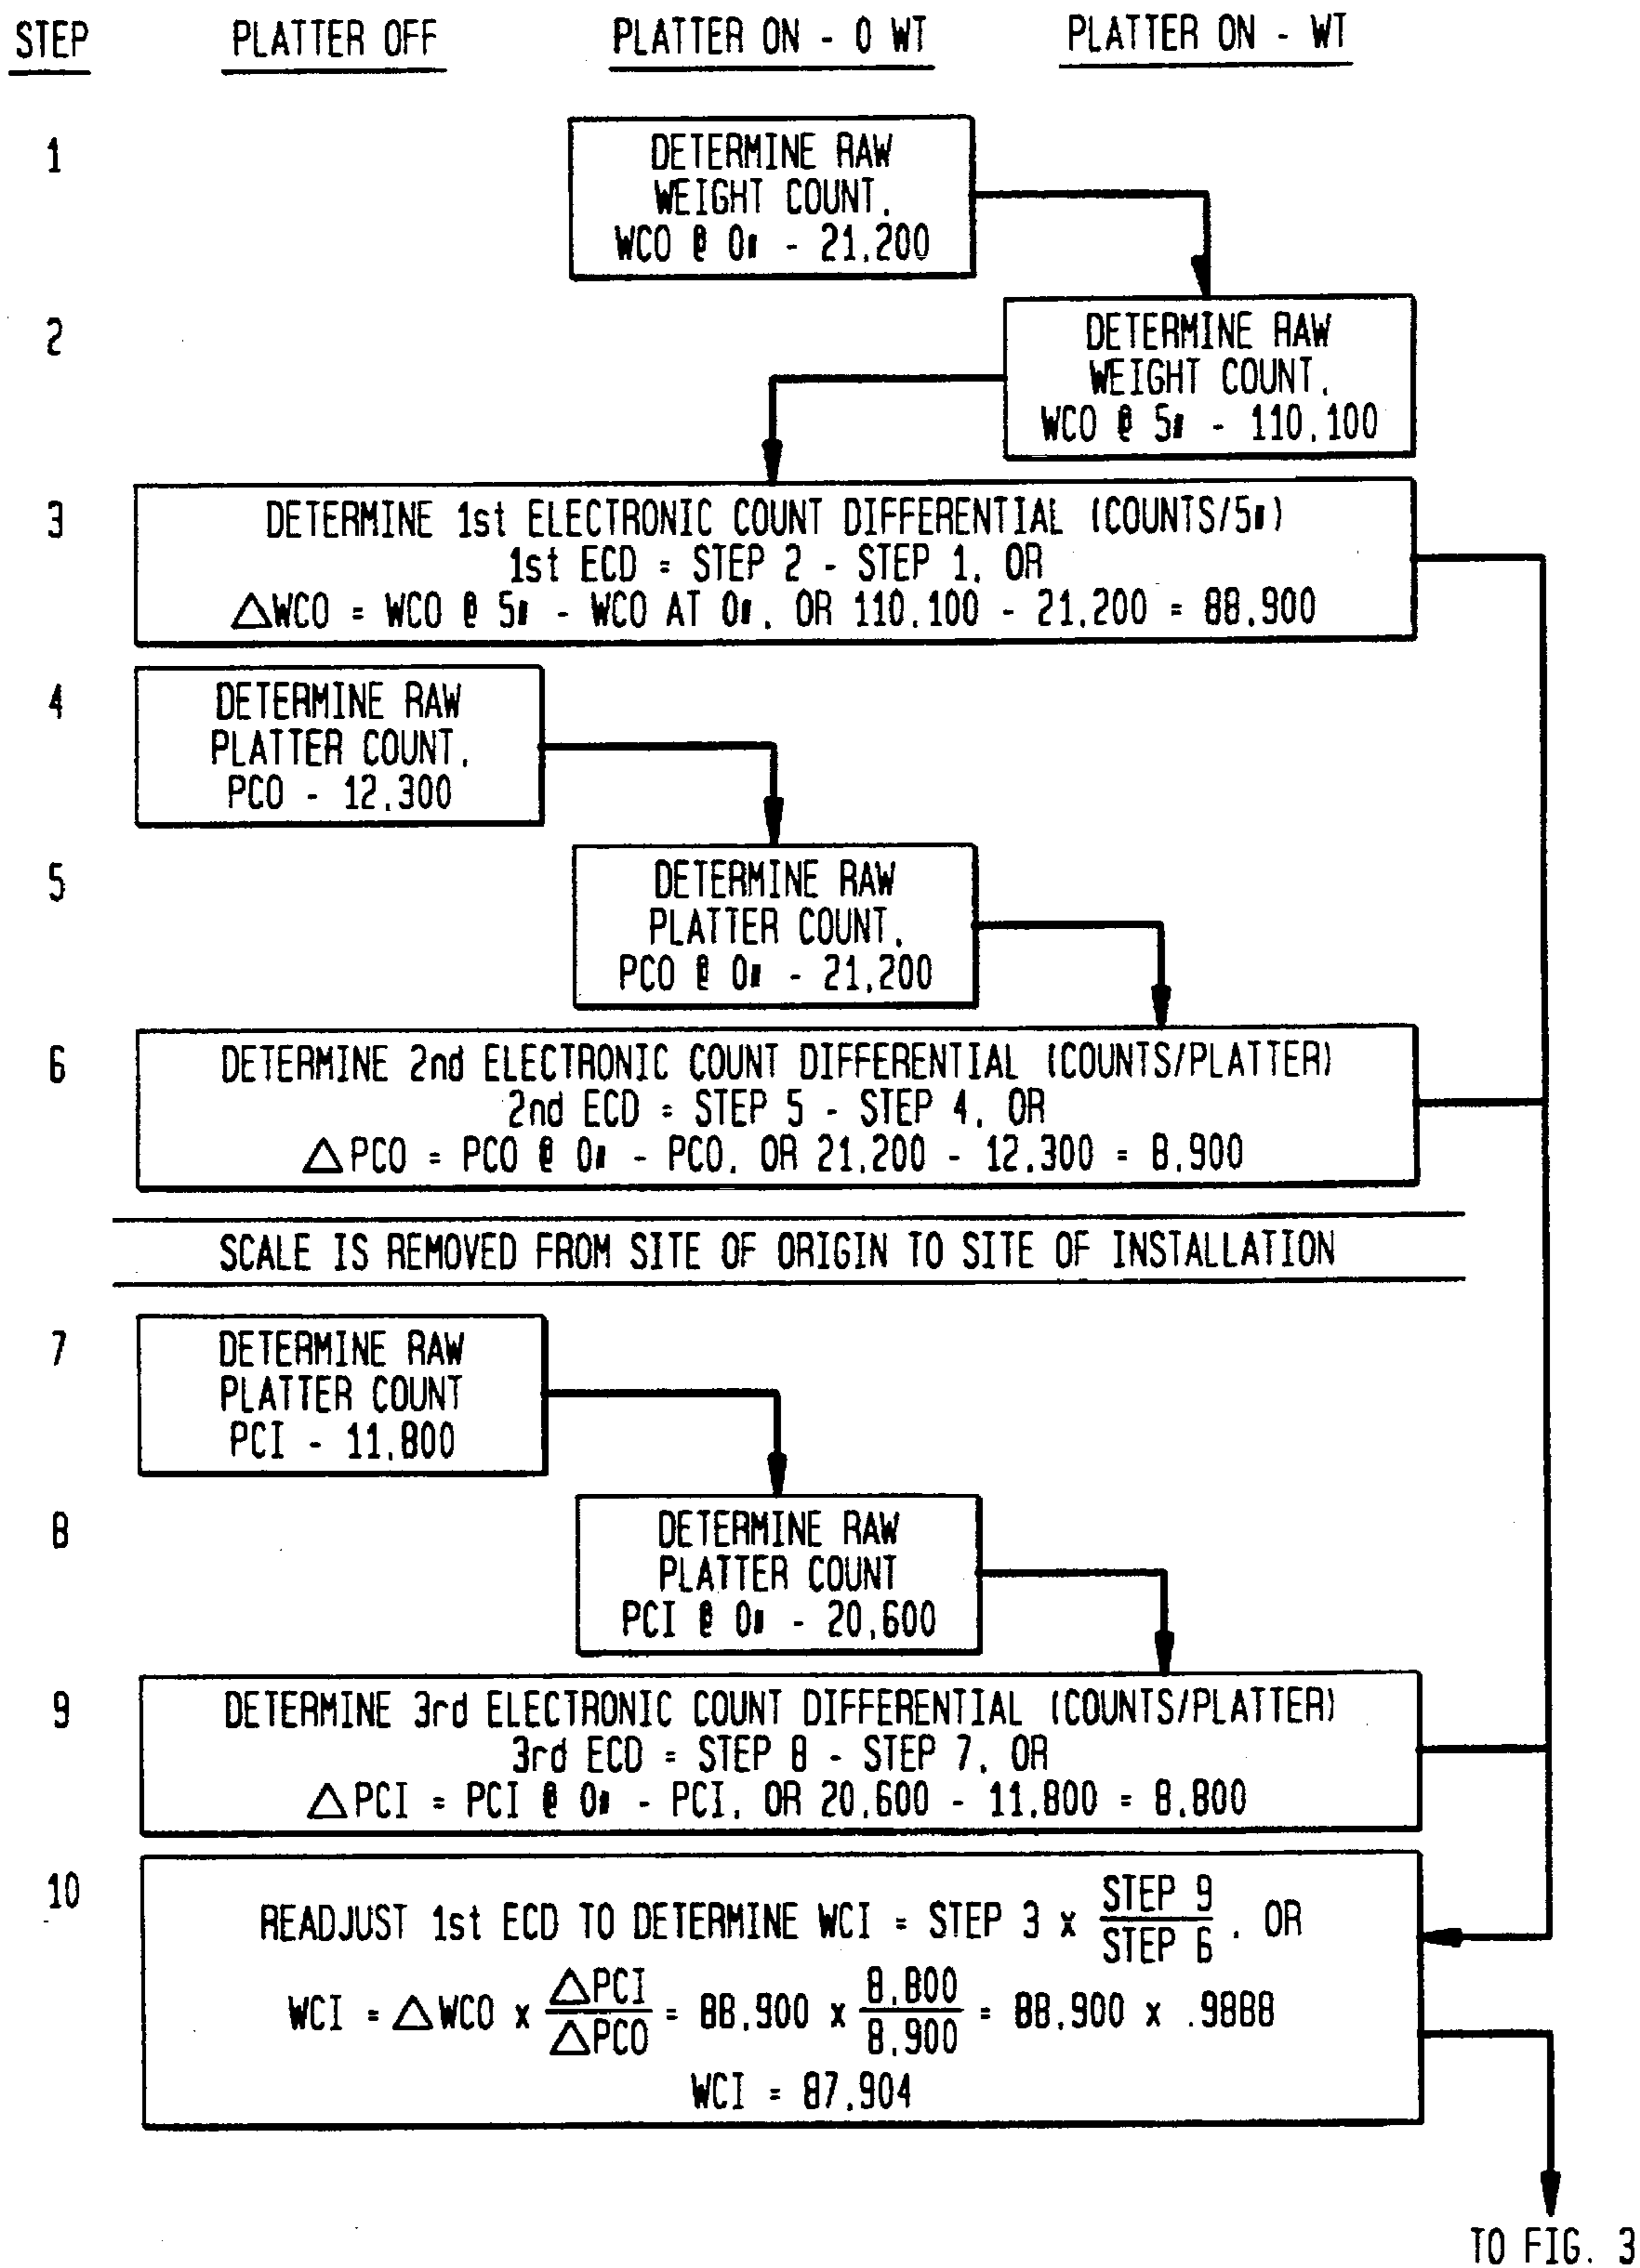 STEP PLATTER OFF PLATTER ON - 0 WT PLATTER ON - WT
1
DETERMINE RAW
WEIGHT COUNT,
WCO @ 0# - 21,200
2
DETERMINE RAW
WEIGHT COUNT,
WCO @ 5# - 110,100
3
DETERMINE 1st ELECTRONIC COUNT DIFFERENTIAL (COUNTS/5#)
1st ECD = STEP 2 - STEP 1, OR
△WCO = WCO @ 5# - WCO AT 0#, OR 110,100 - 21,200 = 88,900
4
DETERMINE RAW
PLATTER COUNT,
PCO - 12,300
5
DETERMINE RAW
PLATTER COUNT,
PCO @ 0# - 21,200
6
DETERMINE 2nd ELECTRONIC COUNT DIFFERENTIAL (COUNTS/PLATTER)
2nd ECD = STEP 5 - STEP 4, OR
△PCO = PCO @ 0# - PCO, OR 21,200 - 12,300 = 8,900
SCALE IS REMOVED FROM SITE OF ORIGIN TO SITE OF INSTALLATION
7
DETERMINE RAW
PLATTER COUNT
PCI - 11,800
8
DETERMINE RAW
PLATTER COUNT
PCI @ 0# - 20,600
9
DETERMINE 3rd ELECTRONIC COUNT DIFFERENTIAL (COUNTS/PLATTER)
3rd ECD = STEP 8 - STEP 7, OR
△PCI = PCI @ 0# - PCI, OR 20,600 - 11,800 = 8,800
10
READJUST 1st ECD TO DETERMINE WCI = STEP 3 x STEP 9 / STEP 6 , OR
WCI = △WCO x △PCI / △PCO = 88,900 x 8,800 / 8,900 = 88,900 x .9888
WCI = 87,904
TO FIG. 3